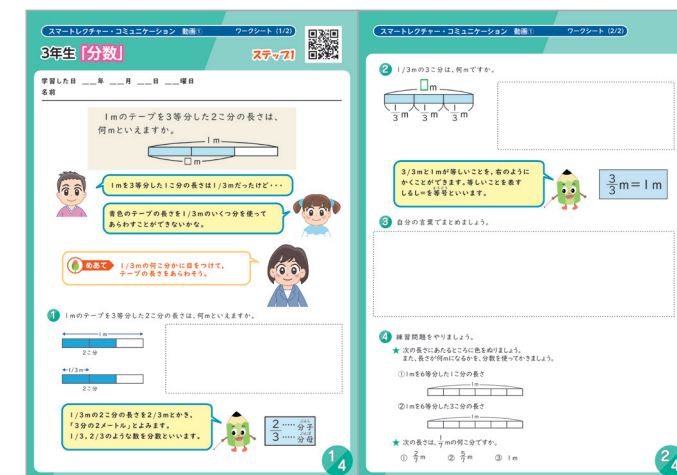 スマートレクチャー・コミュニケーション 動画①
ワークシート (1/2)
3年生「分数」
ステップ1
学習した日 __年 __月 __日 __曜日
名前
1mのテープを3等分した2こ分の長さは、
何mといえますか。
1m
□m
1mを3等分した1こ分の長さは1/3mだったけど・・・
青色のテープの長さを1/3mのいくつ分を使って
あらわすことができないかな。
めあて
1/3mの何こ分かに目をつけて、
テープの長さをあらわそう。
1 1mのテープを3等分した2こ分の長さは、何mといえますか。
1m
2こ分
1/3m
2こ分
1/3mの2こ分の長さを2/3mとかき、
「3分の2メートル」とよみます。
1/3、2/3のような数を分数といいます。
2 ····· 分子
3 ····· 分母
1/4
スマートレクチャー・コミュニケーション 動画①
ワークシート (2/2)
2 1/3mの3こ分は、何mですか。
□m
1/3 m 1/3 m 1/3 m
3/3mと1mが等しいことを、右のように
かくことができます。等しいことを表す
しるし=を等号といいます。
3/3 m=1m
3 自分の言葉でまとめましょう。
4 練習問題をやりましょう。
★ 次の長さにあたるところに色をぬりましょう。
また、長さが何mになるかを、分数を使ってかきましょう。
①1mを6等分した1こ分の長さ
1m
②1mを6等分した3こ分の長さ
1m
★ 次の長さは、1/7mの何こ分ですか。
① 2/7 m ② 5/7 m ③ 1m
2/4